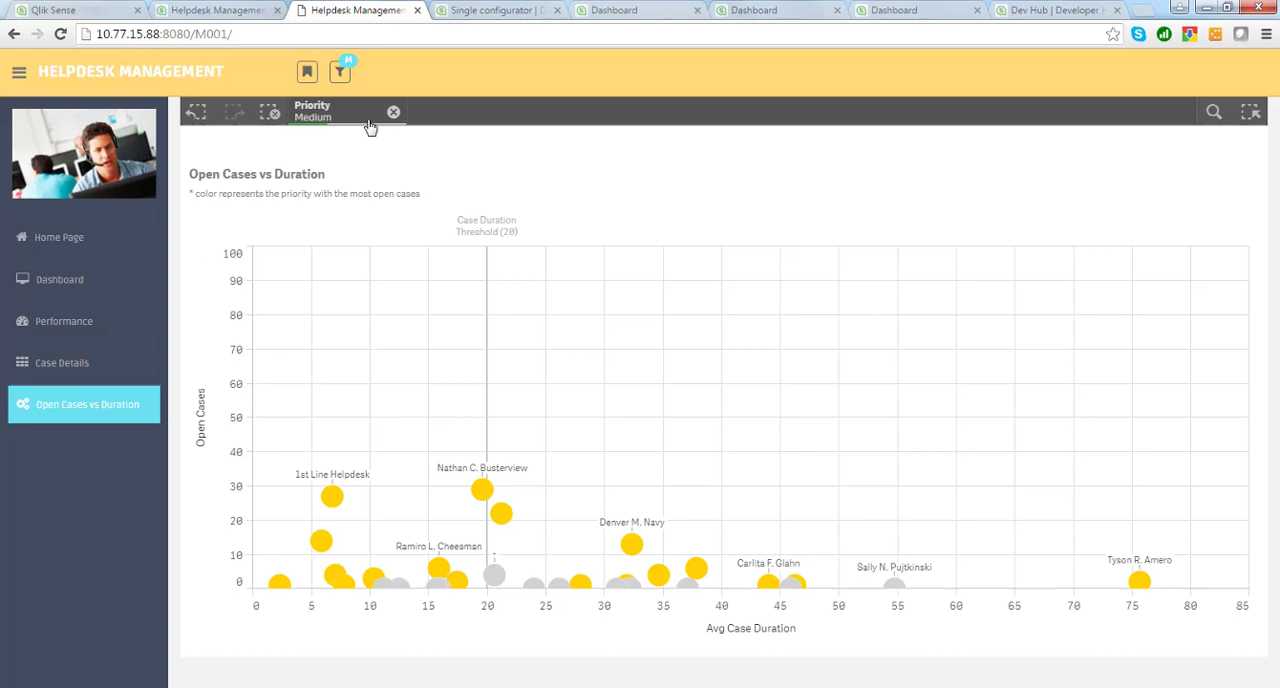 Qlik Sense
Helpdesk Management
Helpdesk Managemen
Single configurator | D
Dashboard
Dashboard
Dashboard
Dev Hub | Developer H
10.77.15.88:8080/M001/
HELPDESK MANAGEMENT
M
Priority
Medium
Home Page
Dashboard
Performance
Case Details
Open Cases vs Duration
Open Cases vs Duration
* color represents the priority with the most open cases
Case Duration
Threshold (20)
100
90
80
70
60
50
40
30
20
10
0
Open Cases
1st Line Helpdesk
Nathan C. Busterview
Ramiro L. Cheesman
-
Denver M. Navy
Carlita F. Glahn
Sally N. Pujtkinski
Tyson R. Amero
0 5 10 15 20 25 30 35 40 45 50 55 60 65 70 75 80 85
Avg Case Duration